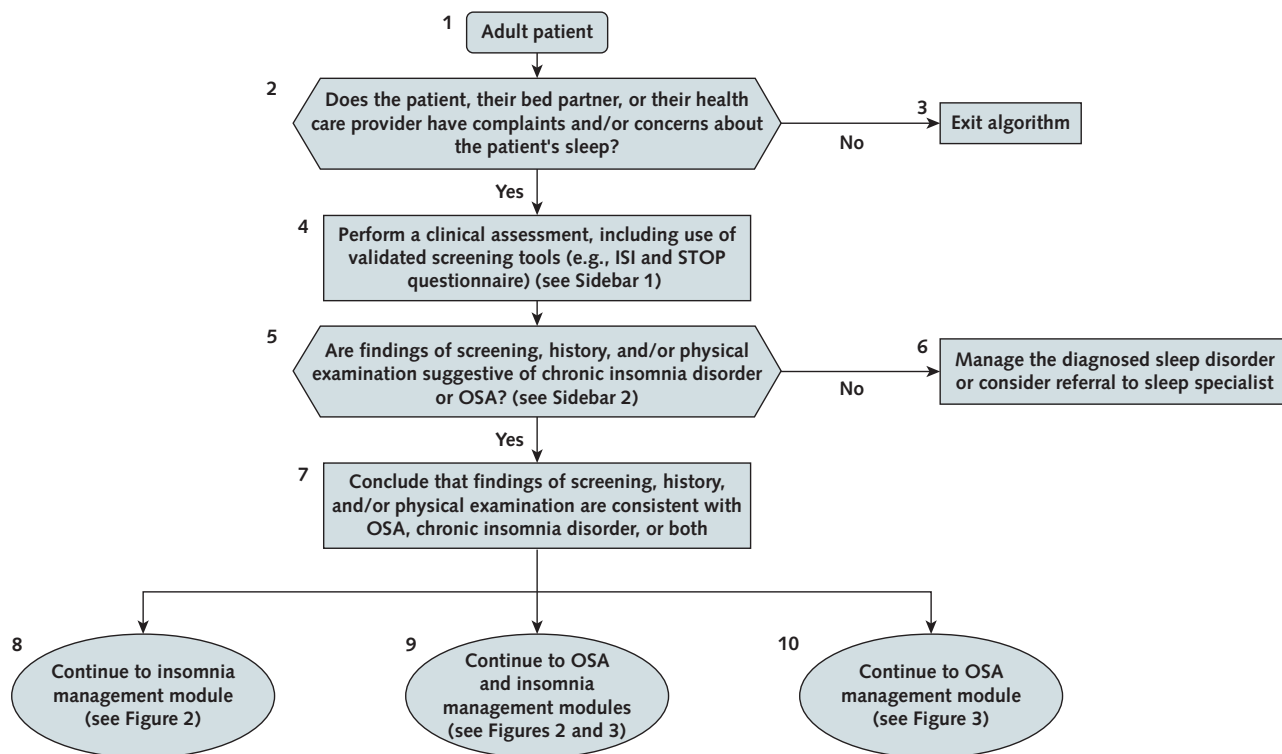 1
Adult patient
2
Does the patient, their bed partner, or their health
care provider have complaints and/or concerns about
the patient's sleep?
No
3
Exit algorithm
Yes
4
Perform a clinical assessment, including use of
validated screening tools (e.g., ISI and STOP
questionnaire) (see Sidebar 1)
5
Are findings of screening, history, and/or physical
examination suggestive of chronic insomnia disorder
or OSA? (see Sidebar 2)
No
6
Manage the diagnosed sleep disorder
or consider referral to sleep specialist
Yes
7
Conclude that findings of screening, history,
and/or physical examination are consistent with
OSA, chronic insomnia disorder, or both
8
Continue to insomnia
management module
(see Figure 2)
9
Continue to OSA
and insomnia
management modules
(see Figures 2 and 3)
10
Continue to OSA
management module
(see Figure 3)